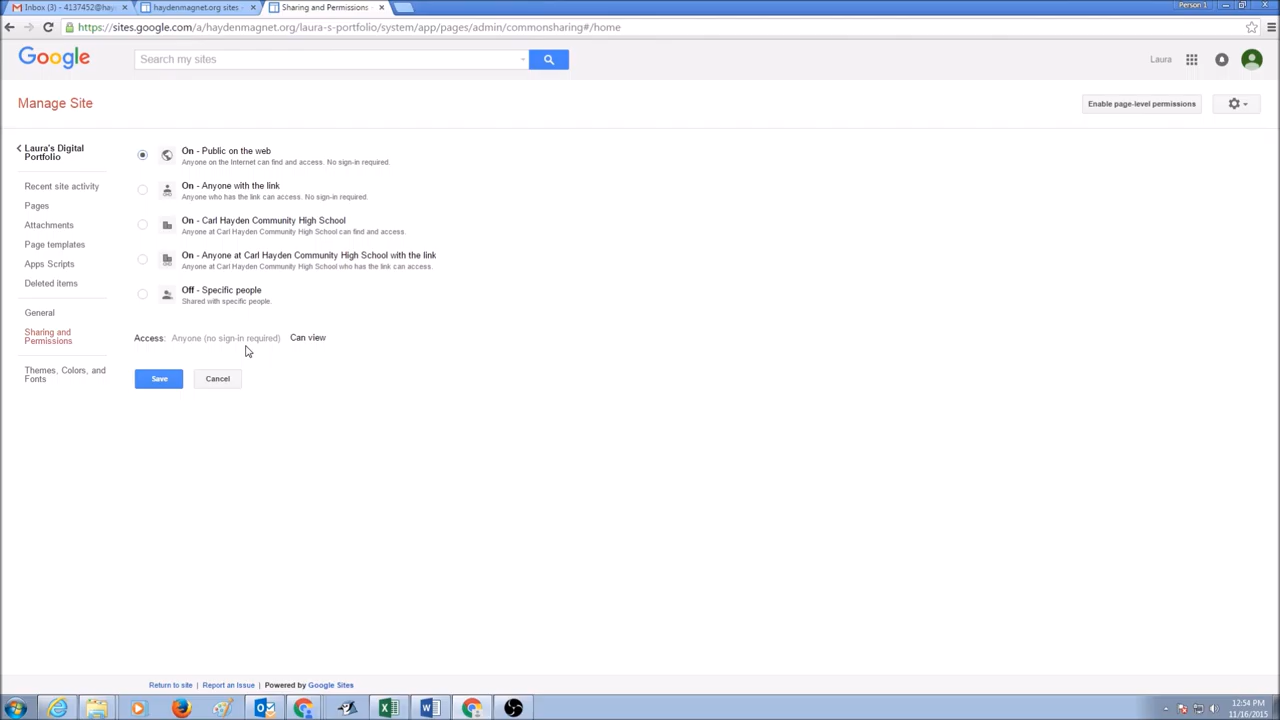 Inbox (3) - 4137452@hay
haydenmagnet.org sites -
Sharing and Permissions -
Person 1
https://sites.google.com/a/haydenmagnet.org/laura-s-portfolio/system/app/pages/admin/commonsharing#/home
Google
Search my sites
Laura
Manage Site
Enable page-level permissions
Laura's Digital
Portfolio
Recent site activity
Pages
Attachments
Page templates
Apps Scripts
Deleted items
General
Sharing and
Permissions
Themes, Colors, and
Fonts
On - Public on the web
Anyone on the Internet can find and access. No sign-in required.
On - Anyone with the link
Anyone who has the link can access. No sign-in required.
On - Carl Hayden Community High School
Anyone at Carl Hayden Community High School can find and access.
On - Anyone at Carl Hayden Community High School with the link
Anyone at Carl Hayden Community High School who has the link can access.
Off - Specific people
Shared with specific people.
Access: Anyone (no sign-in required) Can view
Save Cancel
Return to site | Report an Issue | Powered by Google Sites
12:54 PM
11/16/2015